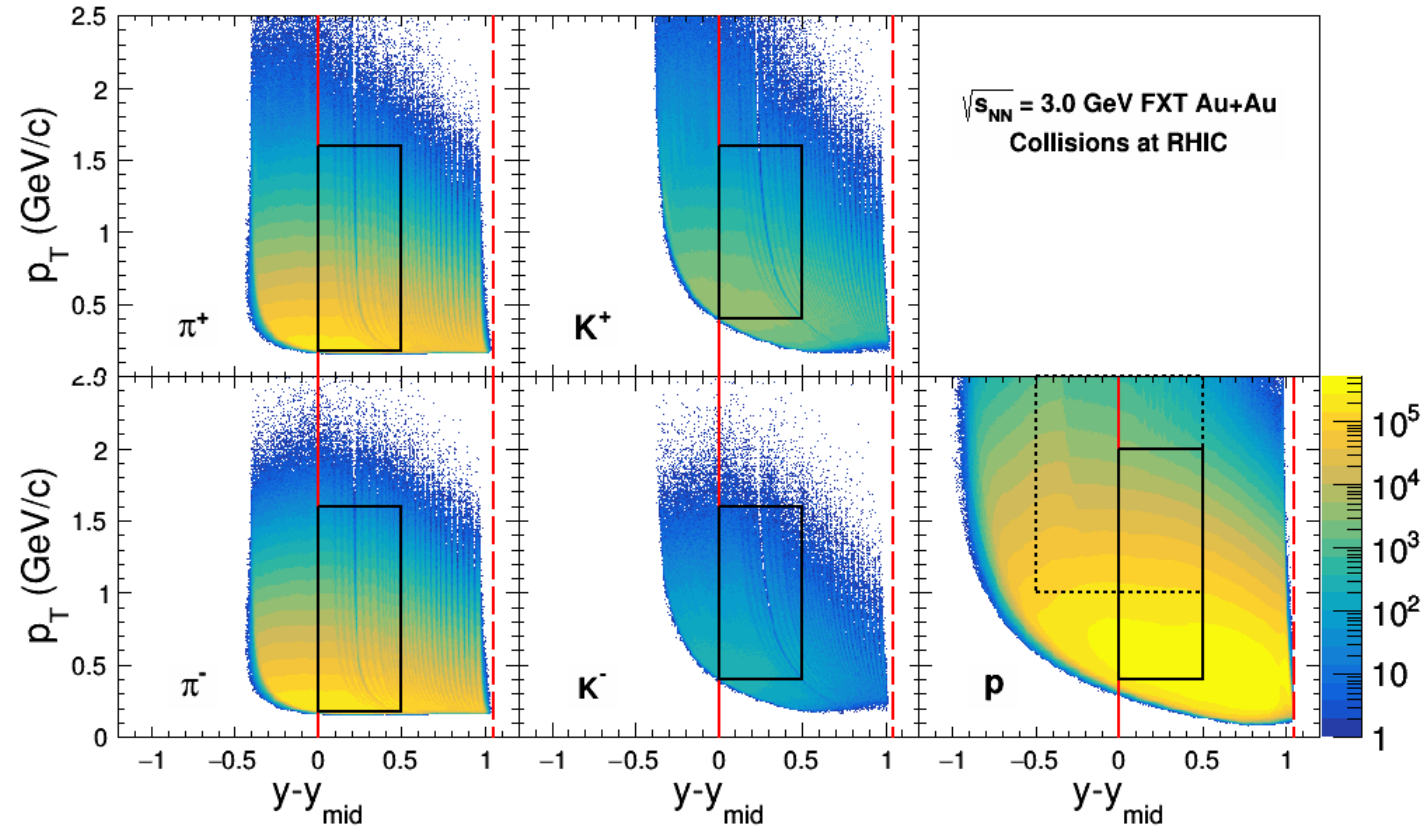 2.5
2
1.5
1
0.5
p_T (GeV/c)
π⁺
K⁺
√s_NN = 3.0 GeV FXT Au+Au
Collisions at RHIC
2
1.5
1
0.5
0
p_T (GeV/c)
π⁻
K⁻
p
10⁵
10⁴
10³
10²
10
1
−1 −0.5 0 0.5 1 −1 −0.5 0 0.5 1 −1 −0.5 0 0.5 1
y-y_mid y-y_mid y-y_mid